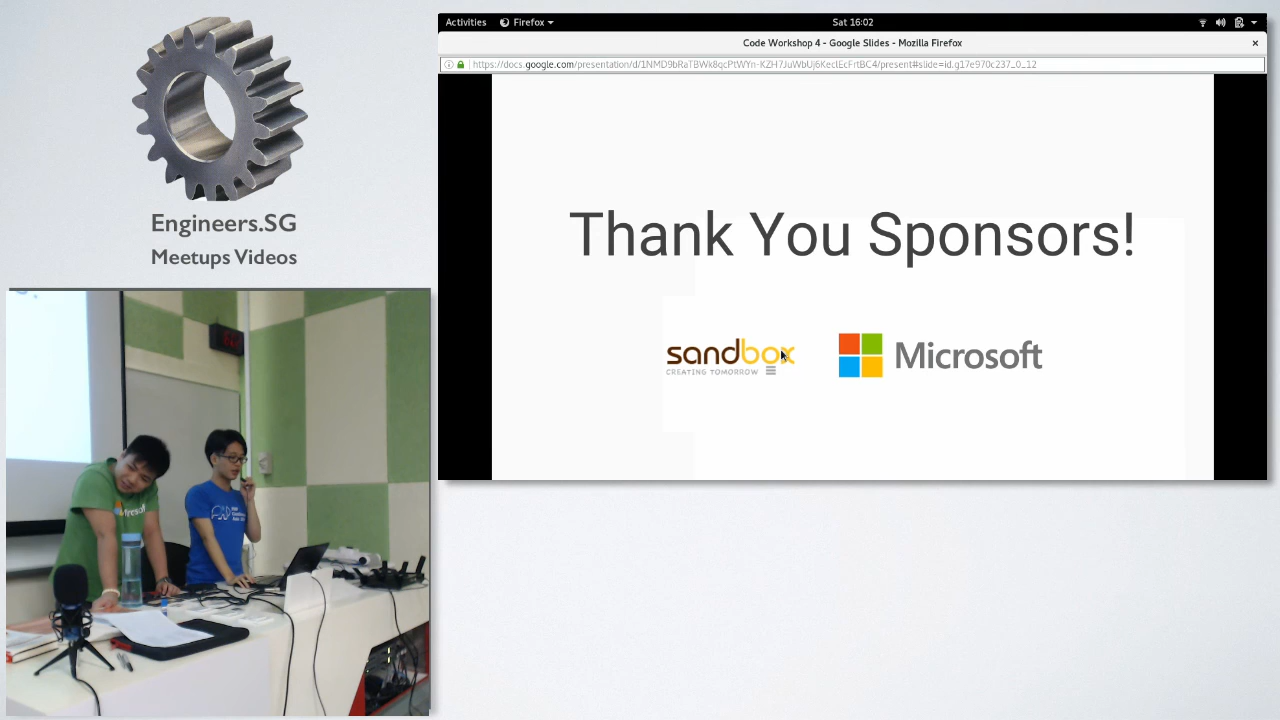 Engineers.SG
Meetups Videos
Activities Firefox Sat 16:02
Code Workshop 4 - Google Slides - Mozilla Firefox
Thank You Sponsors!
sandbox
CREATING TOMORROW
Microsoft